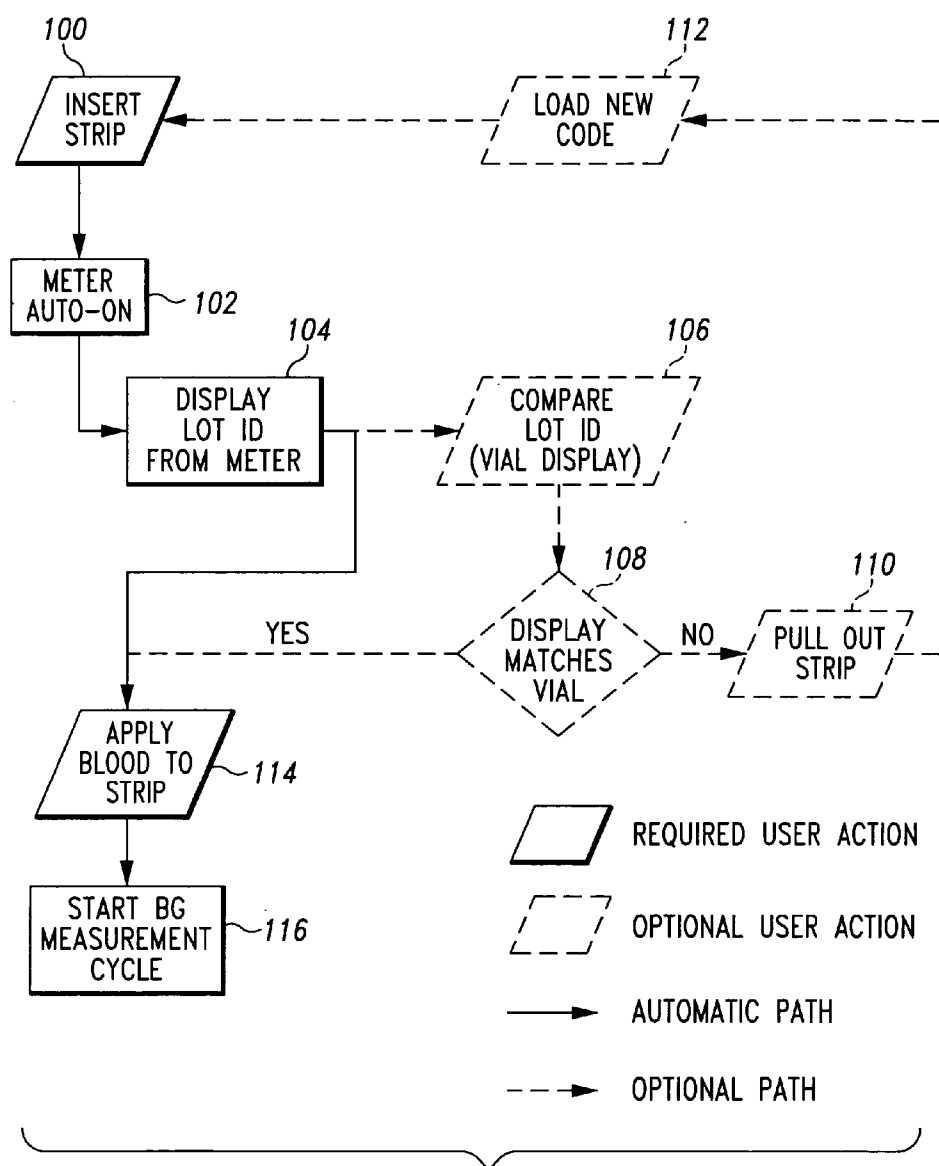 100
INSERT
STRIP
112
LOAD NEW
CODE
METER
AUTO-ON
102
104
DISPLAY
LOT ID
FROM METER
106
COMPARE
LOT ID
(VIAL DISPLAY)
108
DISPLAY
MATCHES
VIAL
YES
NO
110
PULL OUT
STRIP
APPLY
BLOOD TO
STRIP
114
START BG
MEASUREMENT
CYCLE
116
REQUIRED USER ACTION
OPTIONAL USER ACTION
AUTOMATIC PATH
OPTIONAL PATH